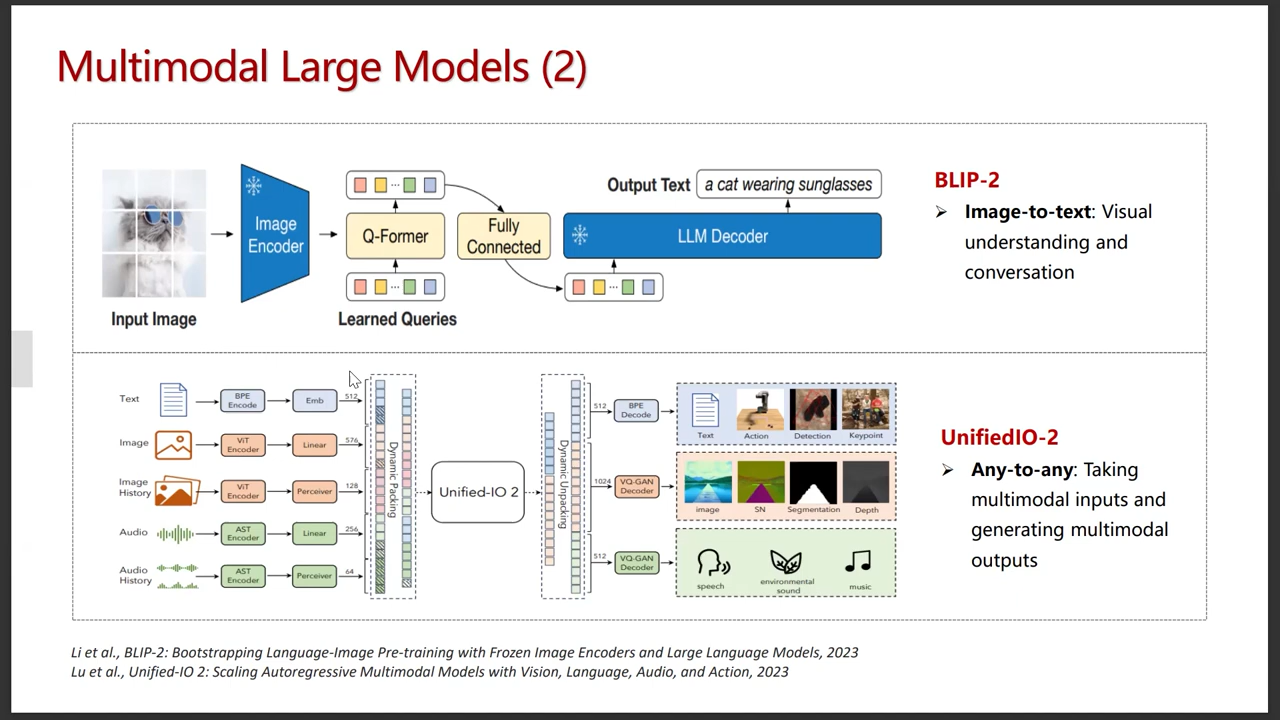 Multimodal Large Models (2)
Image
Encoder
Q-Former
Fully
Connected
Output Text
a cat wearing sunglasses
LLM Decoder
Input Image
Learned Queries
BLIP-2
➢ Image-to-text: Visual
understanding and
conversation
Text
BPE
Encode
Emb
512
Image
ViT
Encoder
Linear
576
Image
History
ViT
Encoder
Perceiver
128
Audio
AST
Encoder
Linear
256
Audio
History
AST
Encoder
Perceiver
64
Dynamic Packing
Unified-IO 2
Dynamic Unpacking
512
BPE
Decode
Text
Action
Detection
Keypoint
1024
VQ-GAN
Decoder
image
SN
Segmentation
Depth
512
VQ-GAN
Decoder
speech
environmental
sound
music
UnifiedIO-2
➢ Any-to-any: Taking
multimodal inputs and
generating multimodal
outputs
Li et al., BLIP-2: Bootstrapping Language-Image Pre-training with Frozen Image Encoders and Large Language Models, 2023
Lu et al., Unified-IO 2: Scaling Autoregressive Multimodal Models with Vision, Language, Audio, and Action, 2023